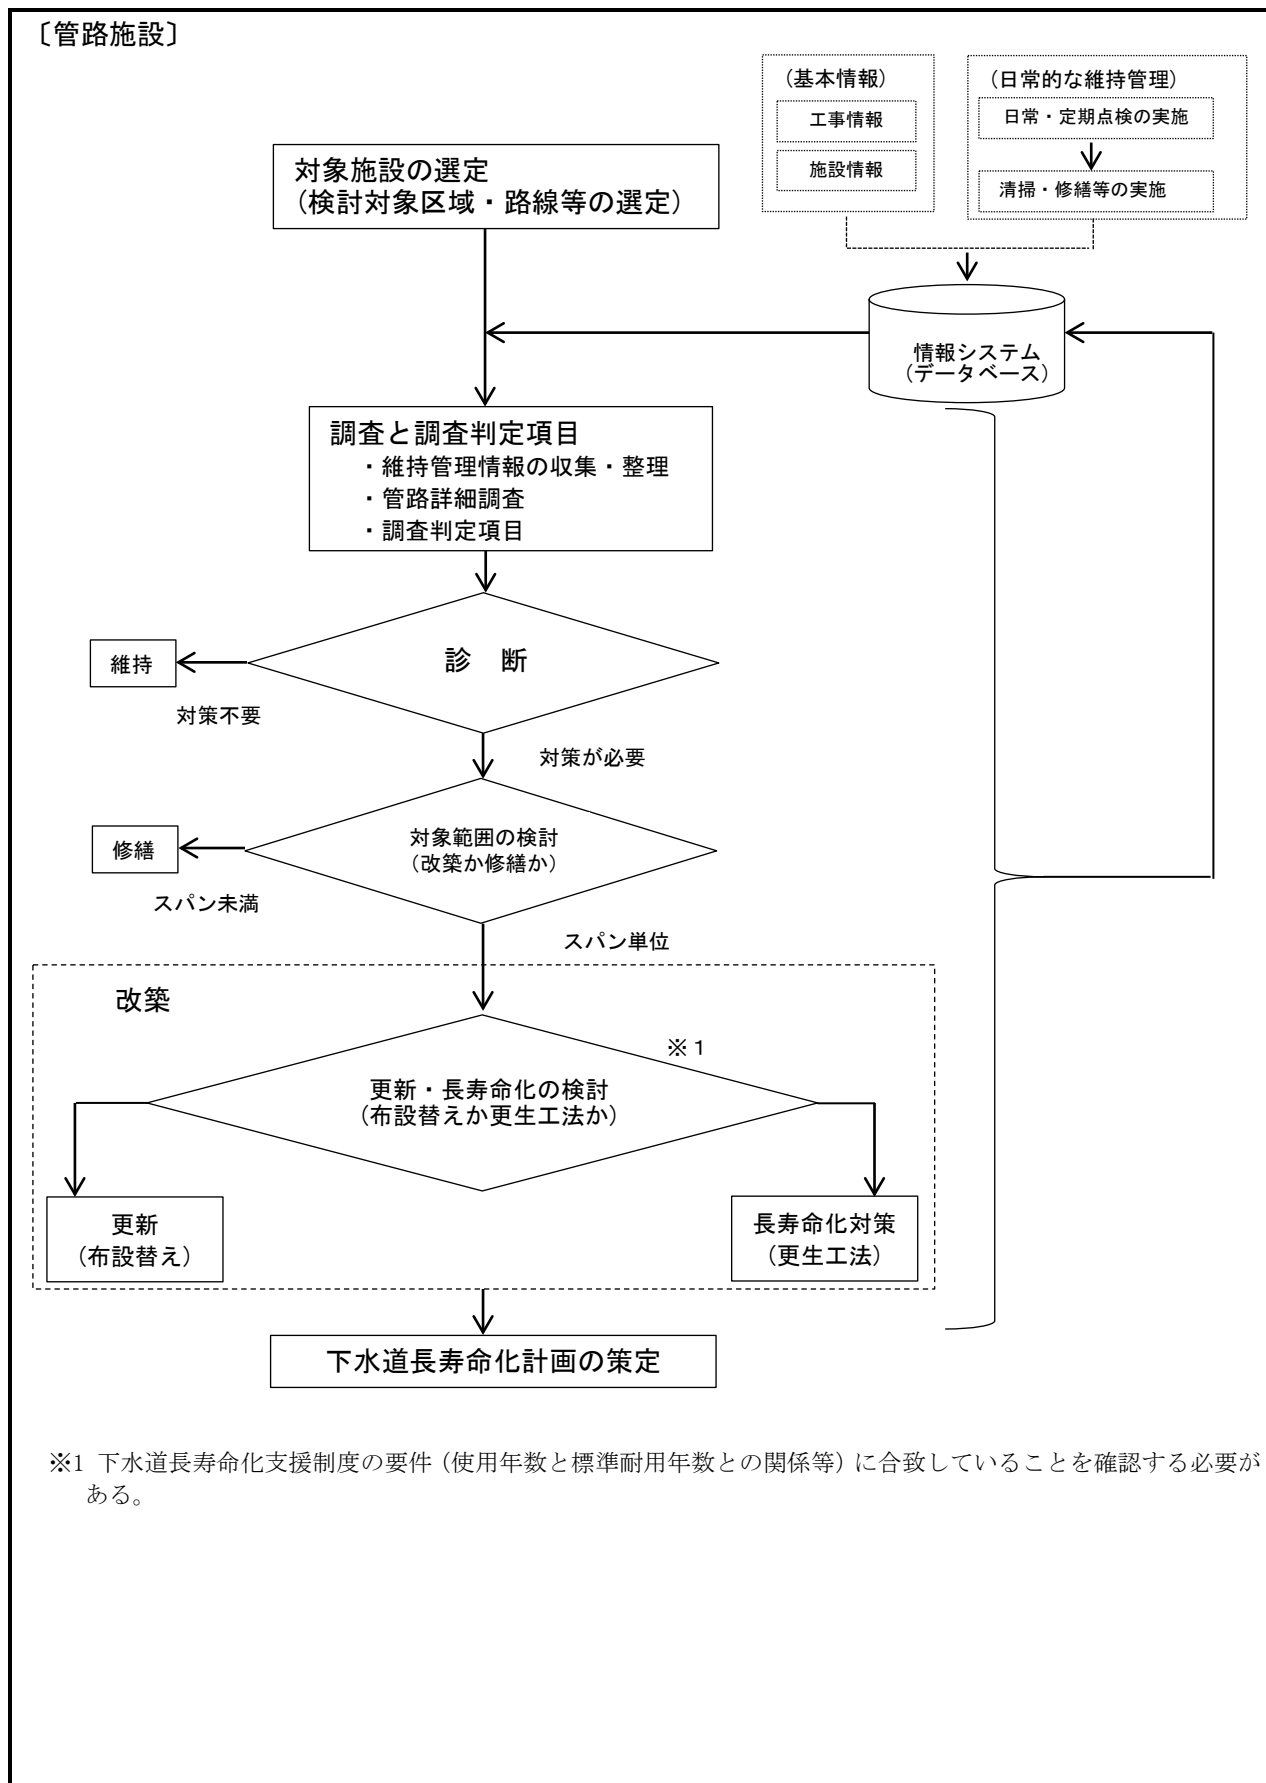 〔管路施設〕
（基本情報）
工事情報
施設情報
（日常的な維持管理）
日常・定期点検の実施
清掃・修繕等の実施
対象施設の選定
（検討対象区域・路線等の選定）
情報システム
（データベース）
調査と調査判定項目
・維持管理情報の収集・整理
・管路詳細調査
・調査判定項目
診　断
維持
対策不要
対策が必要
対象範囲の検討
（改築か修繕か）
修繕
スパン未満
スパン単位
改築
※１
更新・長寿命化の検討
（布設替えか更生工法か）
更新
（布設替え）
長寿命化対策
（更生工法）
下水道長寿命化計画の策定
※1 下水道長寿命化支援制度の要件（使用年数と標準耐用年数との関係等）に合致していることを確認する必要が
ある。